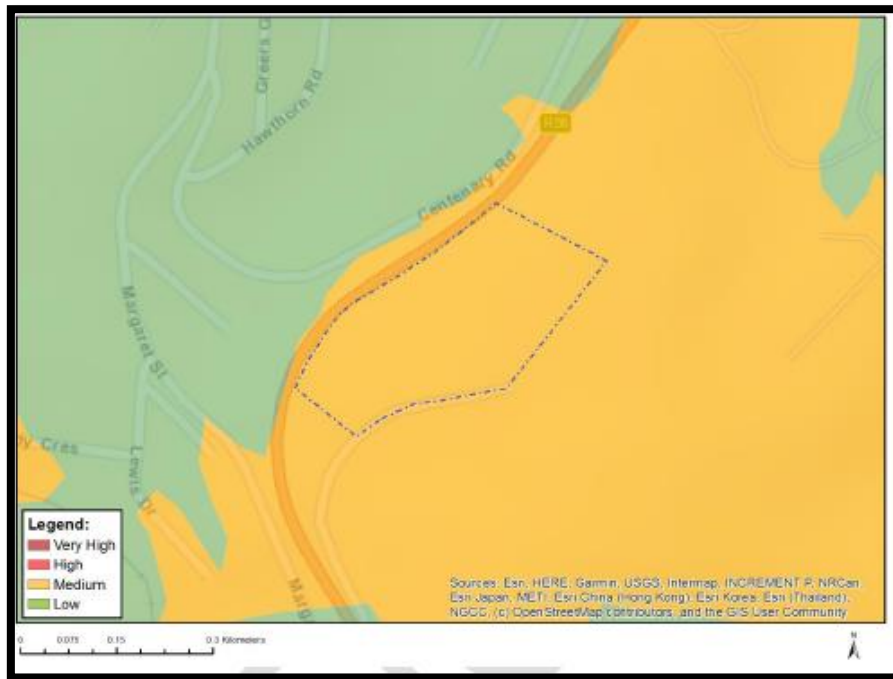 Greers
Hawthorn Rd
R56
Centenary Rd
Margaret St
Cres
Lewis Dr
Legend:
Very High
High
Medium
Low
Sources: Esri, HERE, Garmin, USGS, Intermap, INCREMENT P, NRCan,
Esri Japan, METI, Esri China (Hong Kong), Esri Korea, Esri (Thailand),
NGCC, (c) OpenStreetMap contributors, and the GIS User Community
0 0.075 0.15 0.3 Kilometers
N